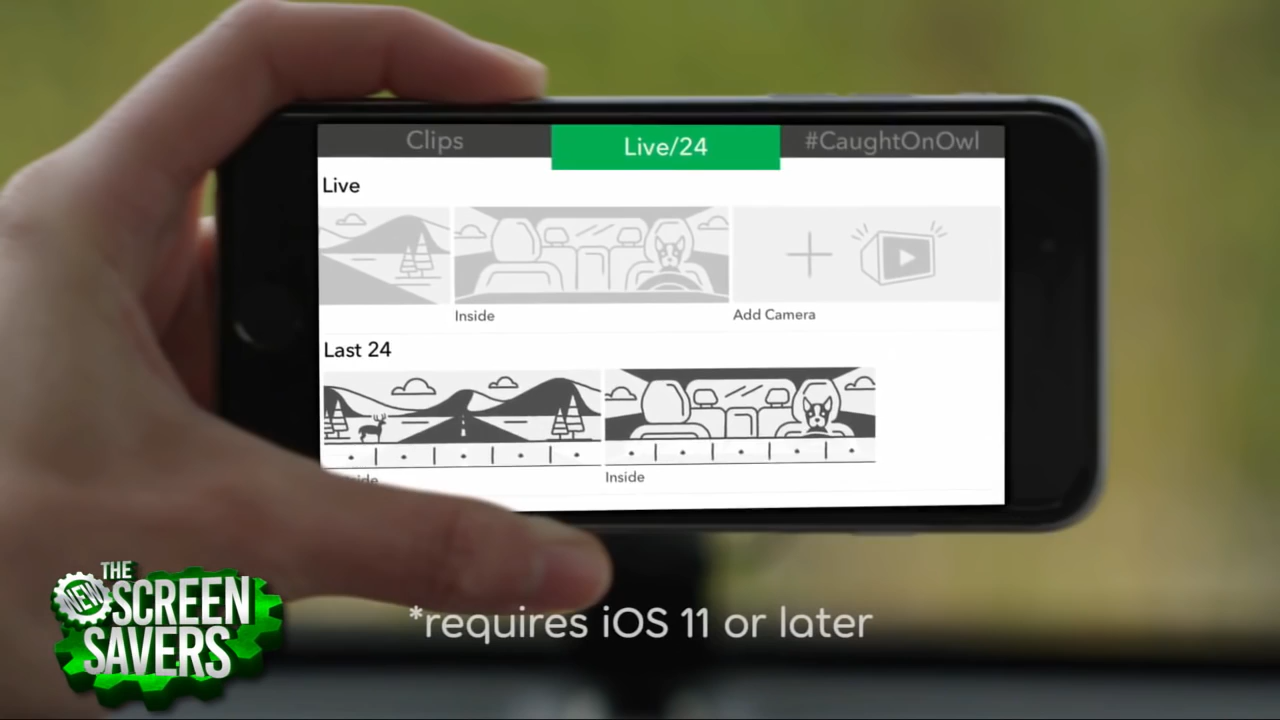 Clips
Live/24
#CaughtOnOwl
Live
Inside
Add Camera
Last 24
Inside
THE
NEW
SCREEN
SAVERS
*requires iOS 11 or later